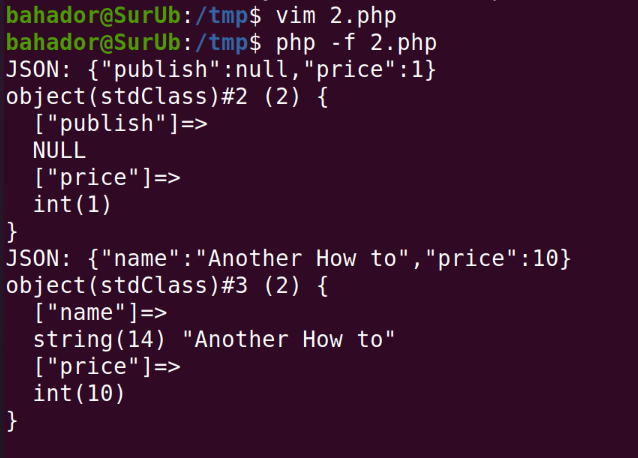 bahador@SurUb:/tmp$ vim 2.php
bahador@SurUb:/tmp$ php -f 2.php
JSON: {"publish":null,"price":1}
object(stdClass)#2 (2) {
  ["publish"]=>
  NULL
  ["price"]=>
  int(1)
}
JSON: {"name":"Another How to","price":10}
object(stdClass)#3 (2) {
  ["name"]=>
  string(14) "Another How to"
  ["price"]=>
  int(10)
}